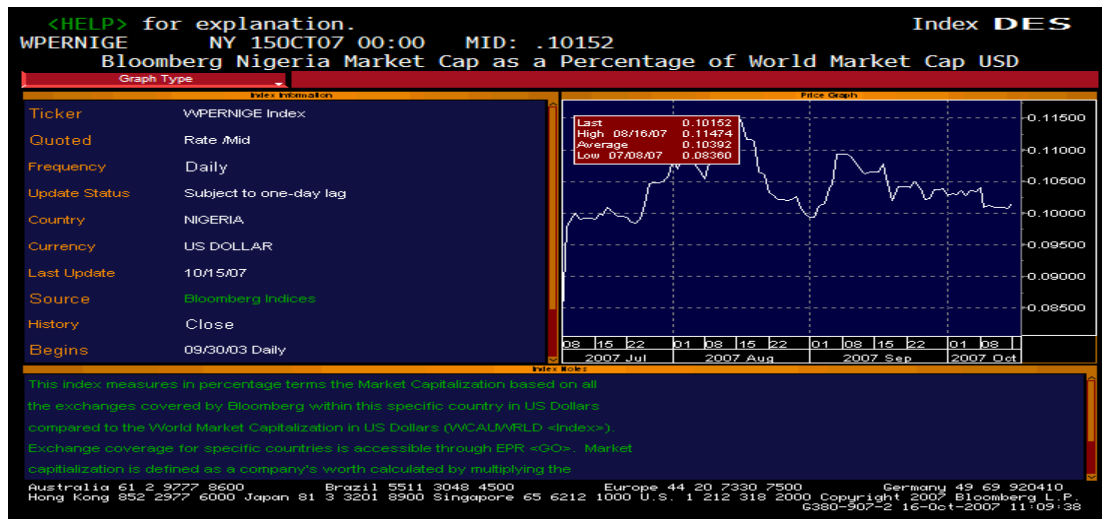 <HELP> for explanation. Index DES
WPERNIGE NY 15OCT07 00:00 MID: .10152
Bloomberg Nigeria Market Cap as a Percentage of World Market Cap USD
Graph Type
Index Information
Price Graph
Ticker WPERNIGE Index
Quoted Rate /Mid
Frequency Daily
Update Status Subject to one-day lag
Country NIGERIA
Currency US DOLLAR
Last Update 10/15/07
Source Bloomberg Indices
History Close
Begins 09/30/03 Daily
Last 0.10152
High 08/16/07 0.11474
Average 0.10392
Low 07/08/07 0.08360
0.11500
0.11000
0.10500
0.10000
0.09500
0.09000
0.08500
08 15 22 01 08 15 22 01 08 15 22 01 08
2007 Jul 2007 Aug 2007 Sep 2007 Oct
Index Notes
This index measures in percentage terms the Market Capitalization based on all
the exchanges covered by Bloomberg within this specific country in US Dollars
compared to the World Market Capitalization in US Dollars (WCAUWRLD <Index>).
Exchange coverage for specific countries is accessible through EPR <GO>. Market
capitialization is defined as a company's worth calculated by multiplying the
Australia 61 2 9777 8600 Brazil 5511 3048 4500 Europe 44 20 7330 7500 Germany 49 69 920410
Hong Kong 852 2977 6000 Japan 81 3 3201 8900 Singapore 65 6212 1000 U.S. 1 212 318 2000 Copyright 2007 Bloomberg L.P.
G380-907-2 16-Oct-2007 11:09:38